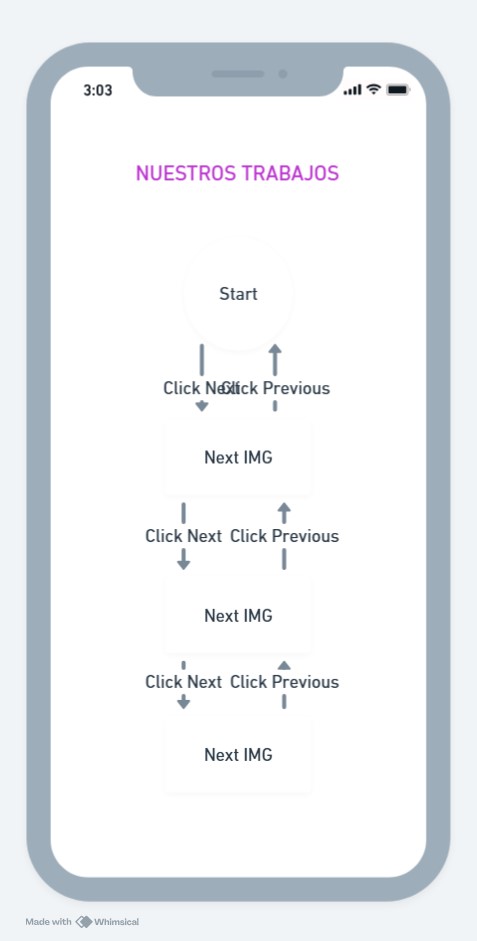 3:03
NUESTROS TRABAJOS
Start
Click Next Click Previous
Next IMG
Click Next Click Previous
Next IMG
Click Next Click Previous
Next IMG
Made with Whimsical